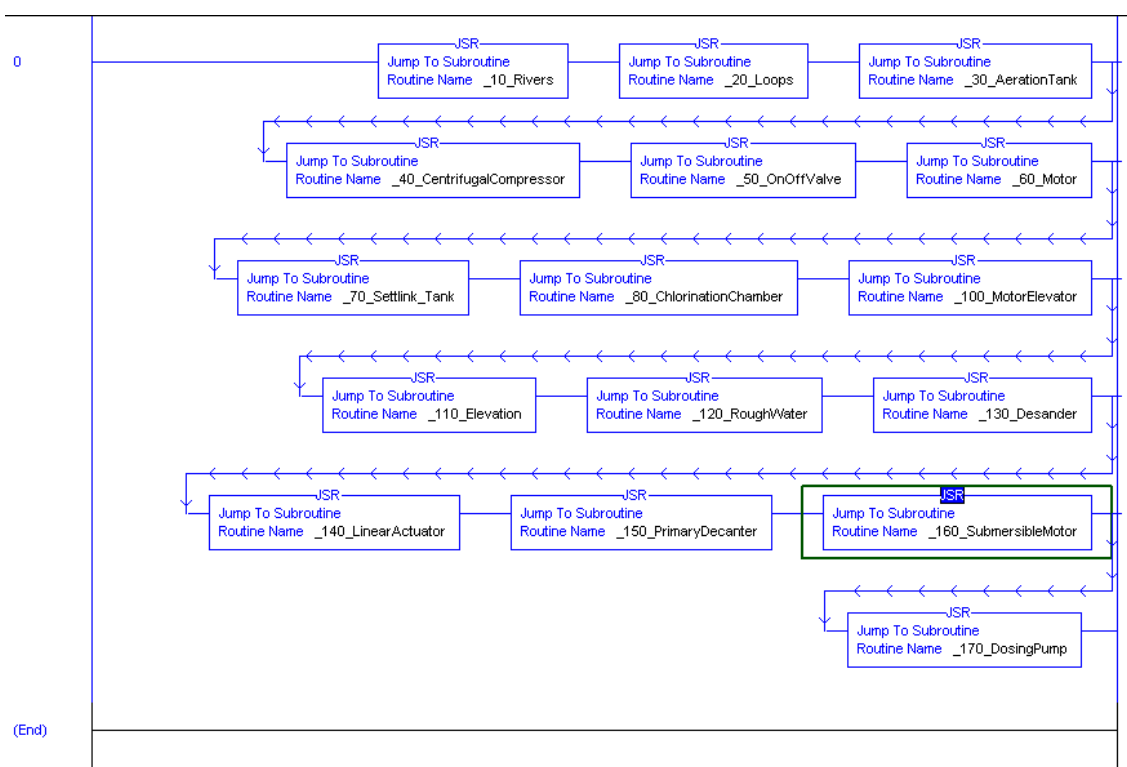 0
JSR JSR JSR
Jump To Subroutine Jump To Subroutine Jump To Subroutine
Routine Name _10_Rivers Routine Name _20_Loops Routine Name _30_AerationTank
JSR JSR JSR
Jump To Subroutine Jump To Subroutine Jump To Subroutine
Routine Name _40_CentrifugalCompressor Routine Name _50_OnOffValve Routine Name _60_Motor
JSR JSR JSR
Jump To Subroutine Jump To Subroutine Jump To Subroutine
Routine Name _70_Settlink_Tank Routine Name _80_ChlorinationChamber Routine Name _100_MotorElevator
JSR JSR JSR
Jump To Subroutine Jump To Subroutine Jump To Subroutine
Routine Name _110_Elevation Routine Name _120_RoughWater Routine Name _130_Desander
JSR JSR JSR
Jump To Subroutine Jump To Subroutine Jump To Subroutine
Routine Name _140_LinearActuator Routine Name _150_PrimaryDecanter Routine Name _160_SubmersibleMotor
JSR
Jump To Subroutine
Routine Name _170_DosingPump
(End)